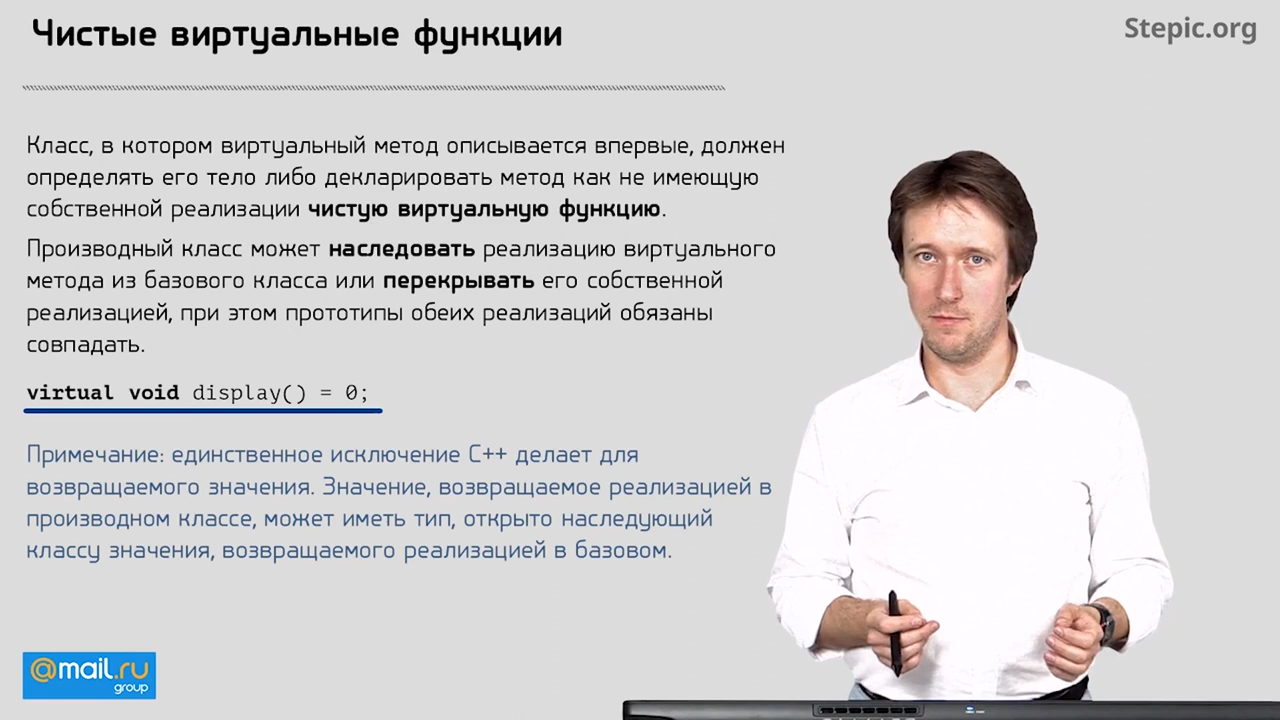 Чистые виртуальные функции
Stepic.org
Класс, в котором виртуальный метод описывается впервые, должен
определять его тело либо декларировать метод как не имеющую
собственной реализации чистую виртуальную функцию.
Производный класс может наследовать реализацию виртуального
метода из базового класса или перекрывать его собственной
реализацией, при этом прототипы обеих реализаций обязаны
совпадать.
virtual void display() = 0;
Примечание: единственное исключение С++ делает для
возвращаемого значения. Значение, возвращаемое реализацией в
производном классе, может иметь тип, открыто наследующий
классу значения, возвращаемого реализацией в базовом.
@mail.ru
group